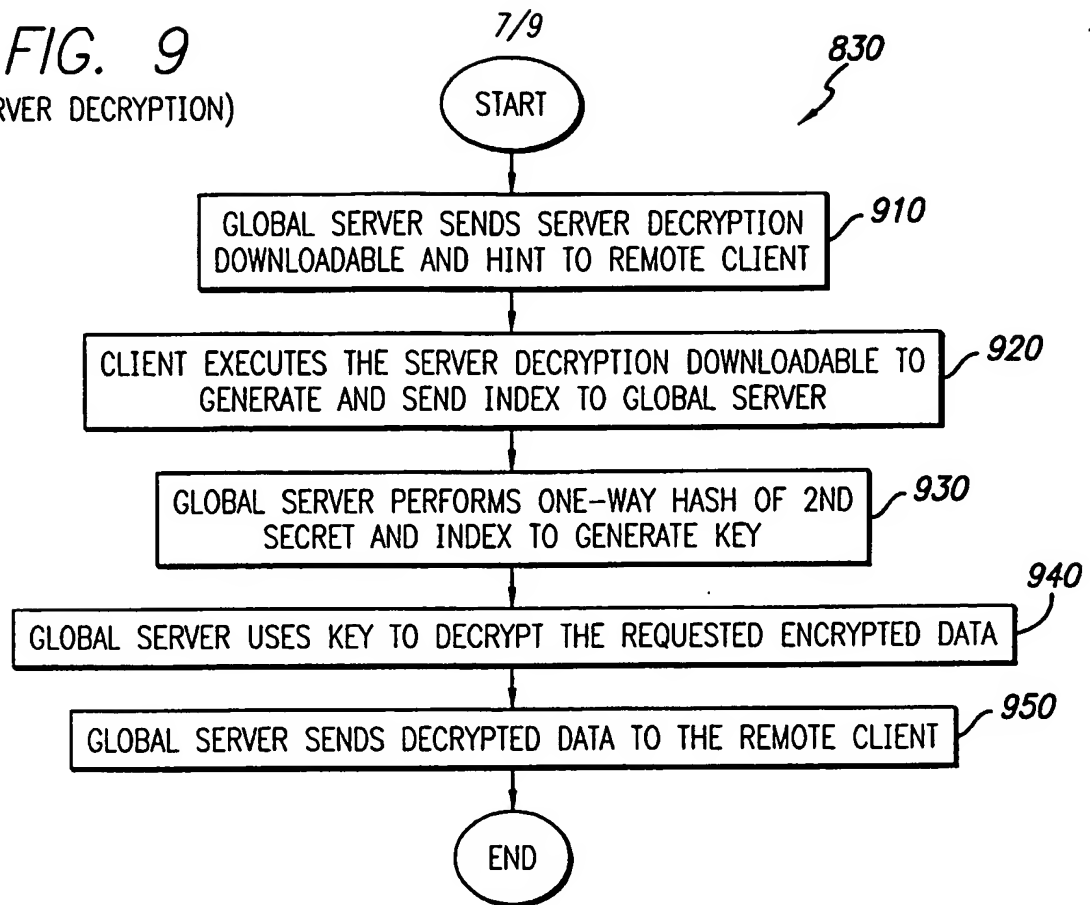 FIG. 9
7/9
830
RVER DECRYPTION)
START
GLOBAL SERVER SENDS SERVER DECRYPTION
DOWNLOADABLE AND HINT TO REMOTE CLIENT
910
CLIENT EXECUTES THE SERVER DECRYPTION DOWNLOADABLE TO
GENERATE AND SEND INDEX TO GLOBAL SERVER
920
GLOBAL SERVER PERFORMS ONE-WAY HASH OF 2ND
SECRET AND INDEX TO GENERATE KEY
930
940
GLOBAL SERVER USES KEY TO DECRYPT THE REQUESTED ENCRYPTED DATA
950
GLOBAL SERVER SENDS DECRYPTED DATA TO THE REMOTE CLIENT
END